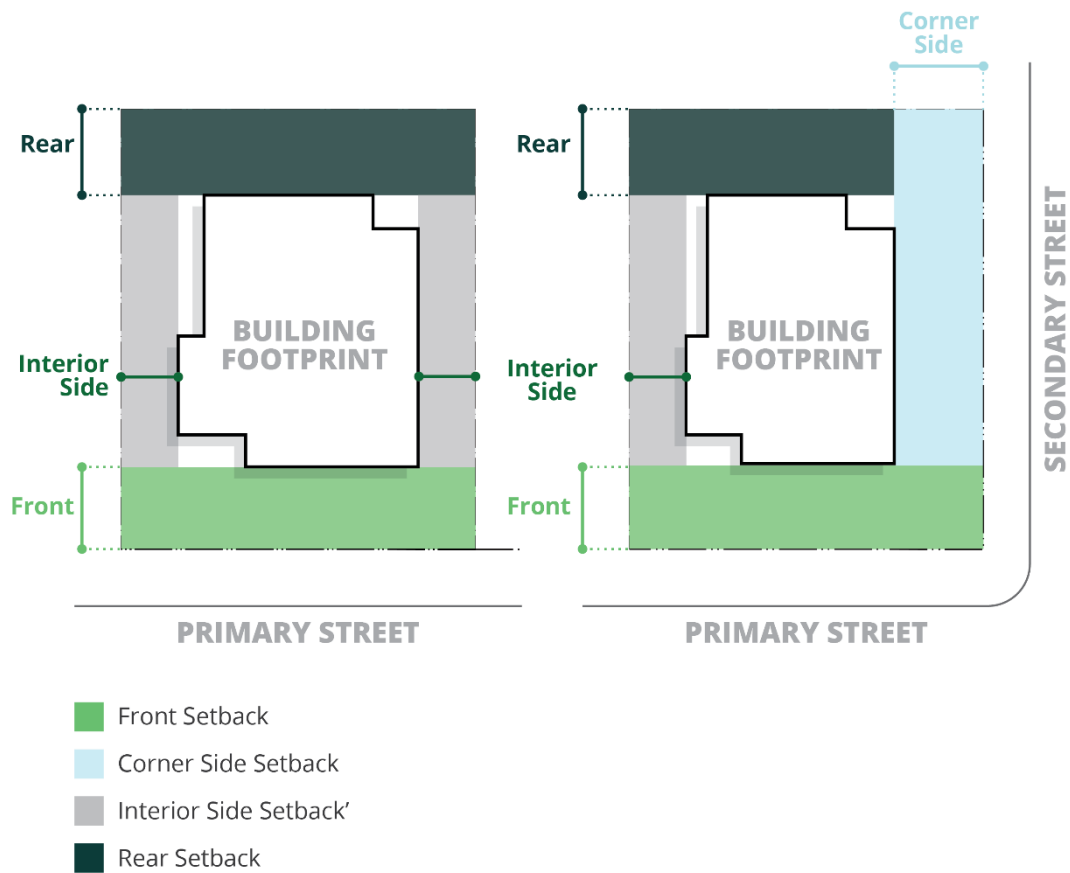 Corner
Side
Rear
Rear
BUILDING
FOOTPRINT
BUILDING
FOOTPRINT
Interior
Side
Interior
Side
SECONDARY STREET
Front
Front
PRIMARY STREET
PRIMARY STREET
Front Setback
Corner Side Setback
Interior Side Setback’
Rear Setback